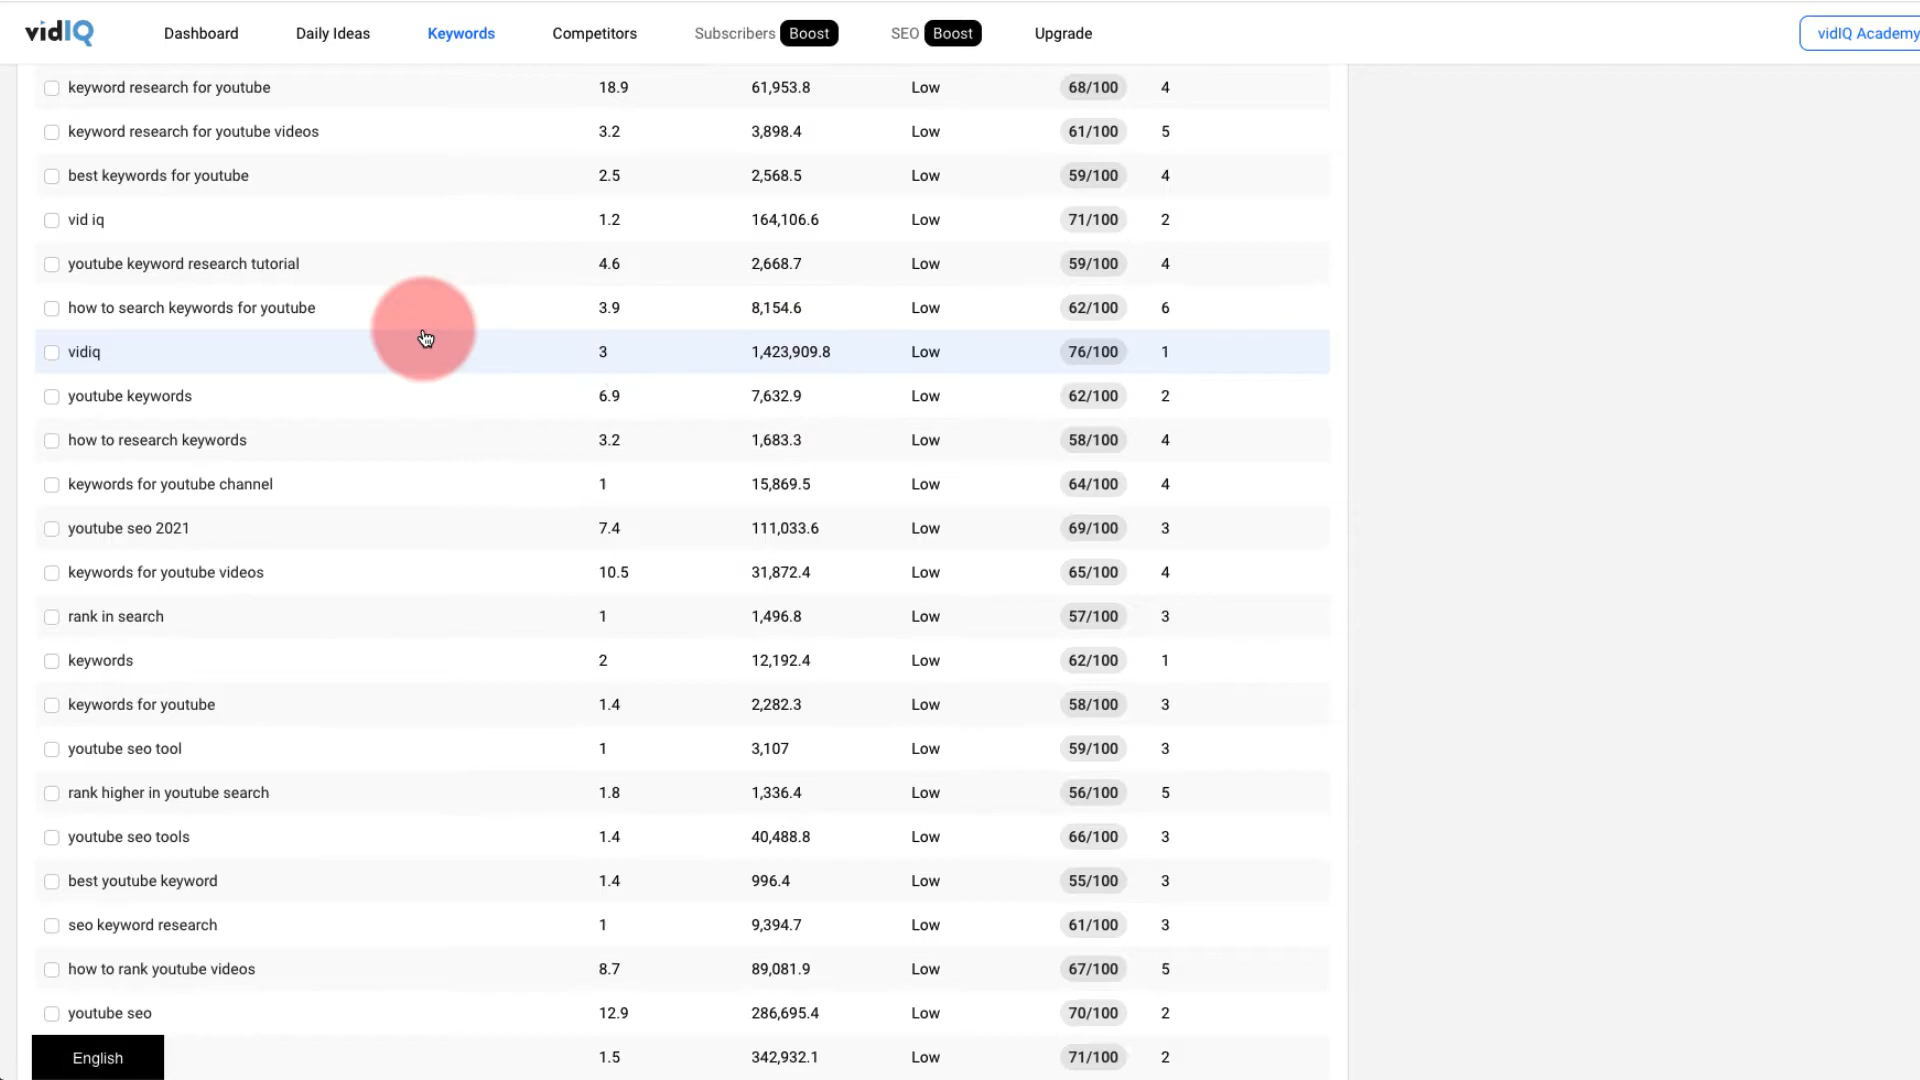 vidIQ Dashboard Daily Ideas Keywords Competitors Subscribers Boost SEO Boost Upgrade vidIQ Academy
keyword research for youtube 18.9 61,953.8 Low 68/100 4
keyword research for youtube videos 3.2 3,898.4 Low 61/100 5
best keywords for youtube 2.5 2,568.5 Low 59/100 4
vid iq 1.2 164,106.6 Low 71/100 2
youtube keyword research tutorial 4.6 2,668.7 Low 59/100 4
how to search keywords for youtube 3.9 8,154.6 Low 62/100 6
vidiq 3 1,423,909.8 Low 76/100 1
youtube keywords 6.9 7,632.9 Low 62/100 2
how to research keywords 3.2 1,683.3 Low 58/100 4
keywords for youtube channel 1 15,869.5 Low 64/100 4
youtube seo 2021 7.4 111,033.6 Low 69/100 3
keywords for youtube videos 10.5 31,872.4 Low 65/100 4
rank in search 1 1,496.8 Low 57/100 3
keywords 2 12,192.4 Low 62/100 1
keywords for youtube 1.4 2,282.3 Low 58/100 3
youtube seo tool 1 3,107 Low 59/100 3
rank higher in youtube search 1.8 1,336.4 Low 56/100 5
youtube seo tools 1.4 40,488.8 Low 66/100 3
best youtube keyword 1.4 996.4 Low 55/100 3
seo keyword research 1 9,394.7 Low 61/100 3
how to rank youtube videos 8.7 89,081.9 Low 67/100 5
youtube seo 12.9 286,695.4 Low 70/100 2
English 1.5 342,932.1 Low 71/100 2